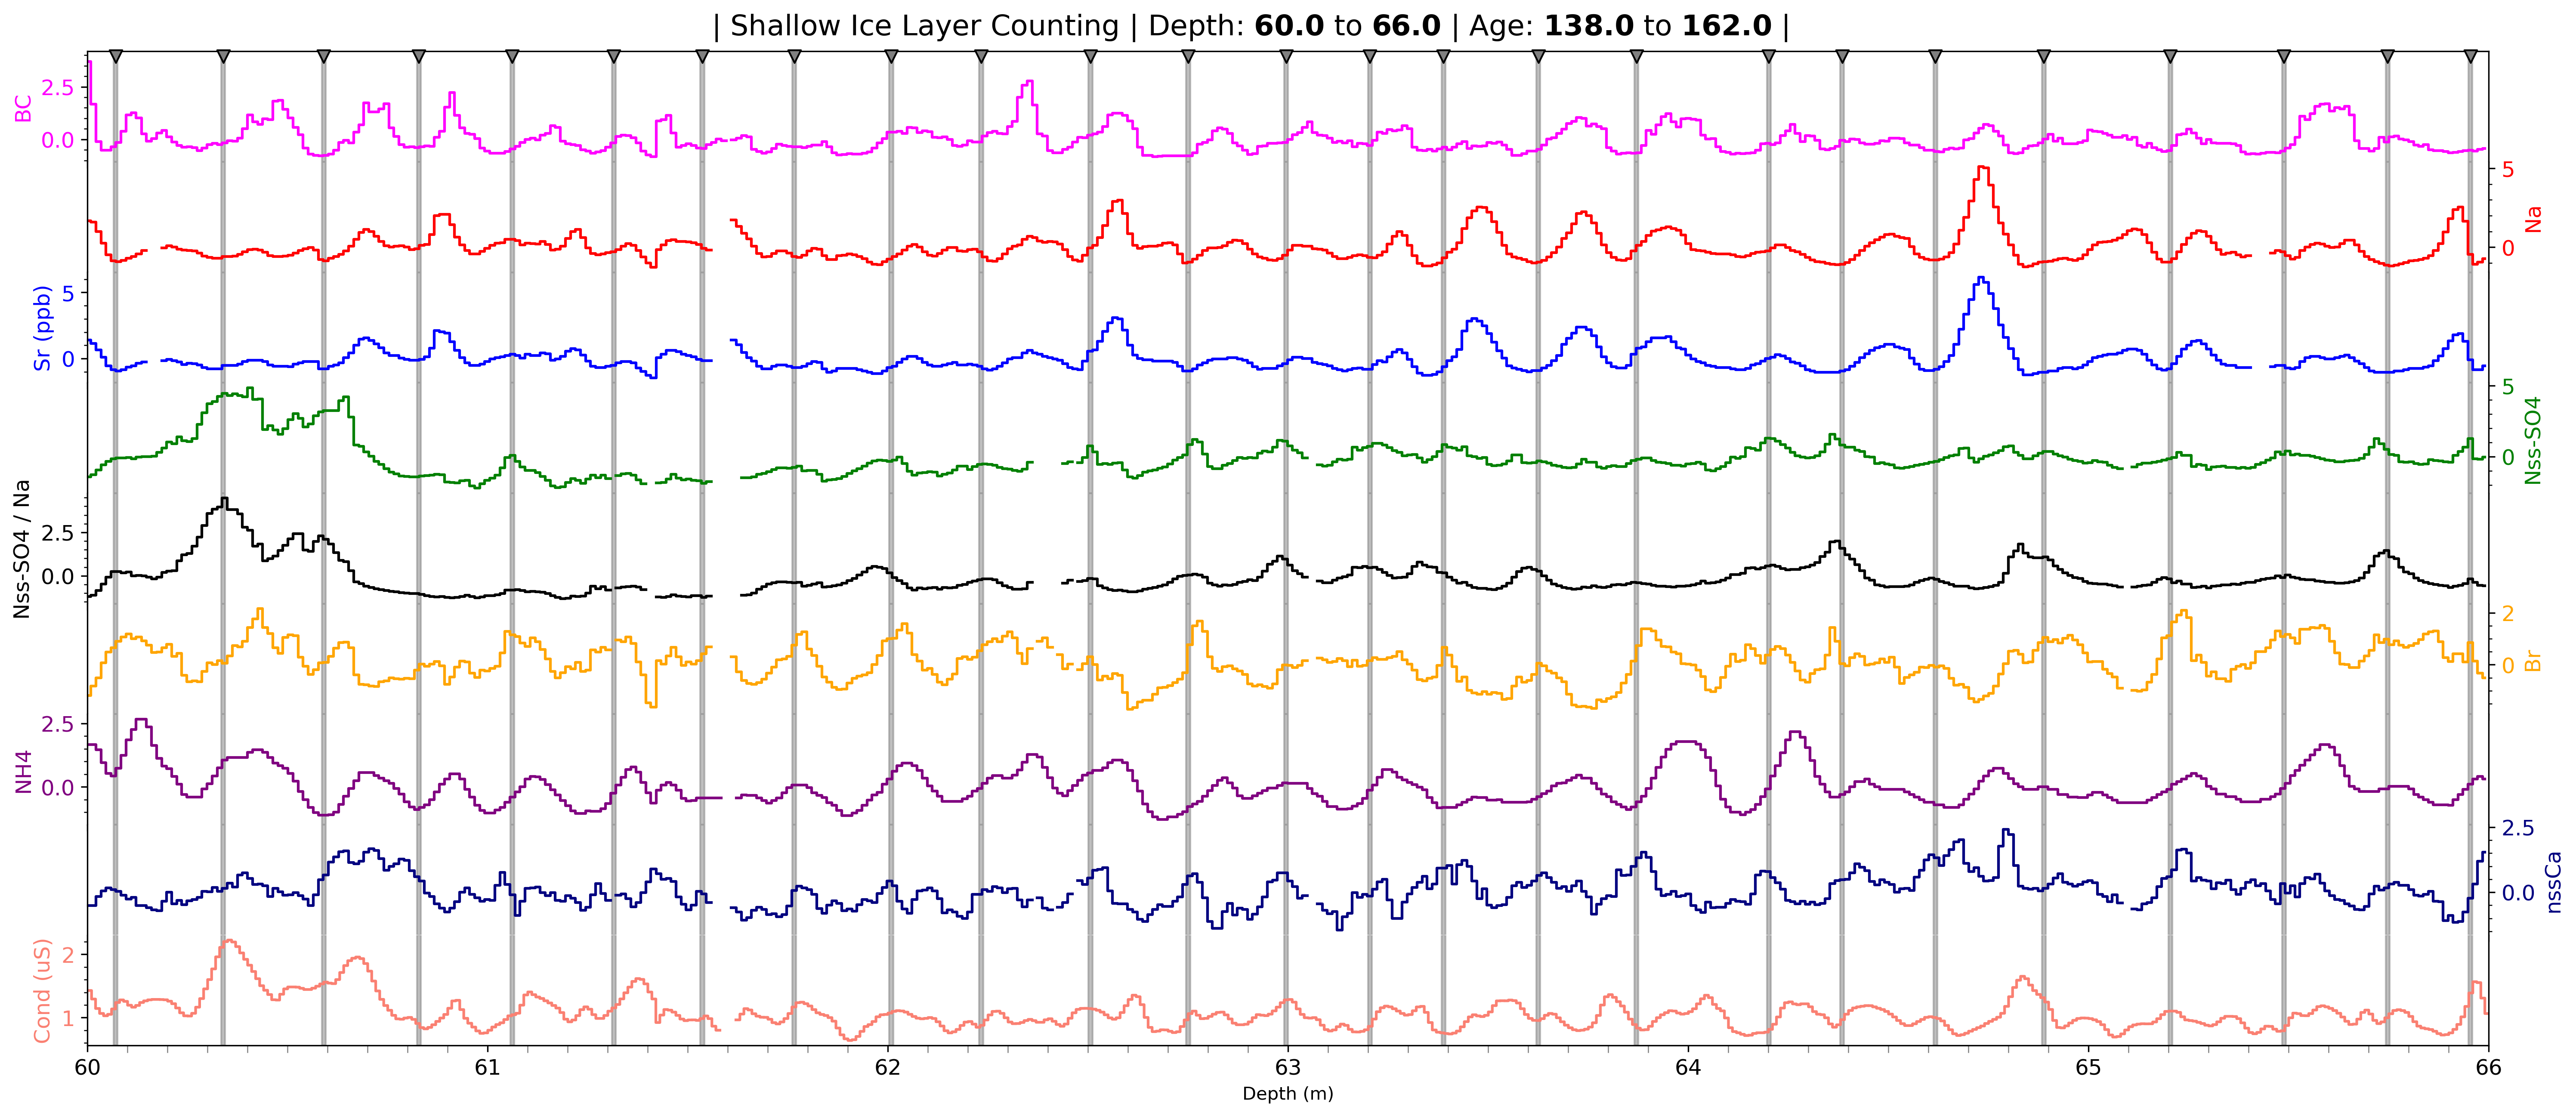 | Shallow Ice Layer Counting | Depth: 60.0 to 66.0 | Age: 138.0 to 162.0 |
BC
2.5
0.0
5
0
Na
Sr (ppb)
5
0
5
0
Nss-SO4
Nss-SO4 / Na
2.5
0.0
2
0
Br
NH4
2.5
0.0
2.5
0.0
nssCa
Cond (uS)
2
1
60 61 62 63 64 65 66
Depth (m)